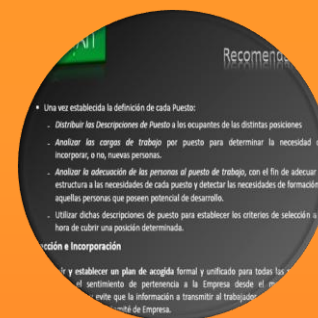 Recomenda
• Una vez establecida la definición de cada Puesto:
- Distribuir las Descripciones de Puesto a los ocupantes de las distintas posiciones
- Analizar las cargas de trabajo por puesto para determinar la necesidad
incorporar, o no, nuevas personas.
- Analizar la adecuación de las personas al puesto de trabajo, con el fin de adecuar
estructura a las necesidades de cada puesto y detectar las necesidades de formación
aquellas personas que poseen potencial de desarrollo.
- Utilizar dichas descripciones de puesto para establecer los criterios de selección a
hora de cubrir una posición determinada.
cción e Incorporación
y establecer un plan de acogida formal y unificado para todas las
el sentimiento de pertenencia a la Empresa desde el
y evite que la información a transmitir al trabajador
mité de Empresa.